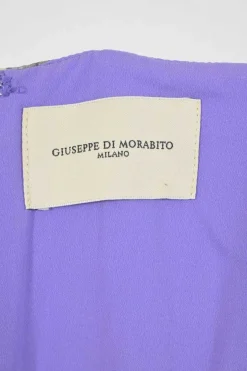 GIUSEPPE DI MORABITO
MILANO